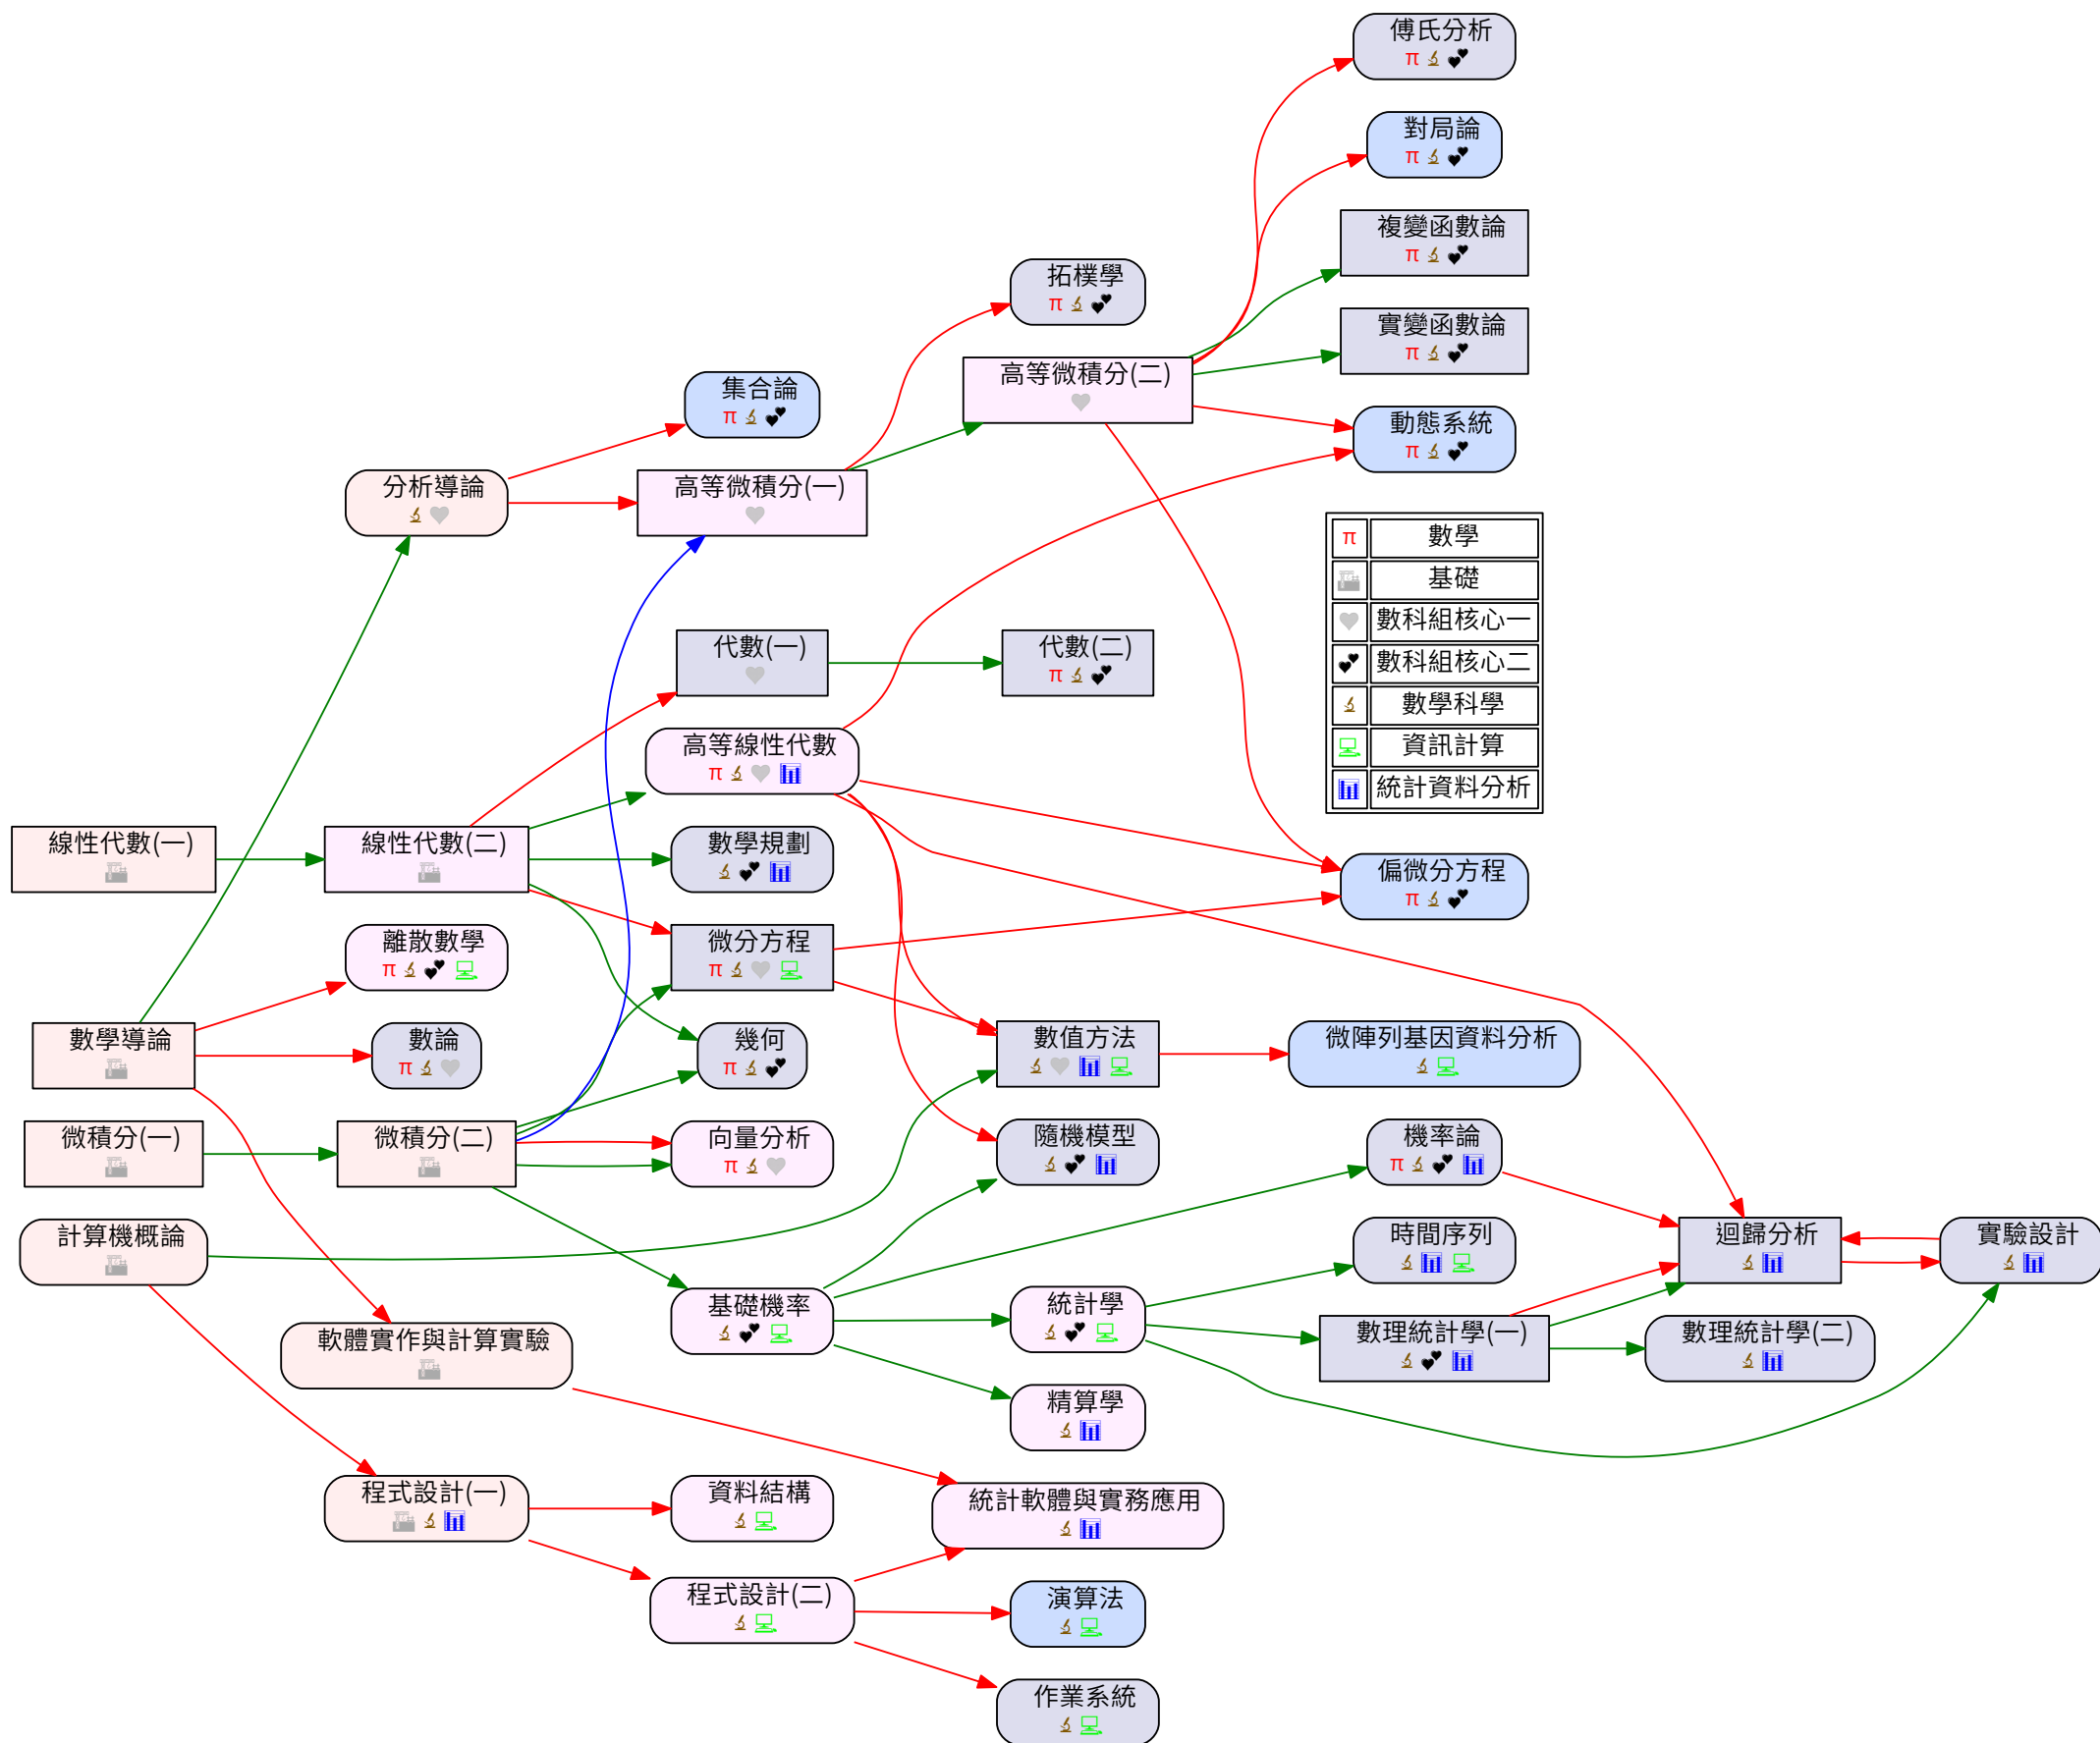 傅氏分析
π
對局論
π
複變函數論
π
拓樸學
π
實變函數論
π
高等微積分(二)
集合論
π
動態系統
π
分析導論
高等微積分(一)
π 數學
基礎
數科組核心一
數科組核心二
數學科學
資訊計算
統計資料分析
代數(一)
代數(二)
π
高等線性代數
π
線性代數(一)
線性代數(二)
數學規劃
偏微分方程
π
離散數學
π
微分方程
π
數學導論
數論
π
幾何
π
數值方法
微陣列基因資料分析
微積分(一)
微積分(二)
向量分析
π
隨機模型
機率論
π
計算機概論
時間序列
迴歸分析
實驗設計
基礎機率
統計學
數理統計學(一)
數理統計學(二)
軟體實作與計算實驗
精算學
程式設計(一)
資料結構
統計軟體與實務應用
程式設計(二)
演算法
作業系統